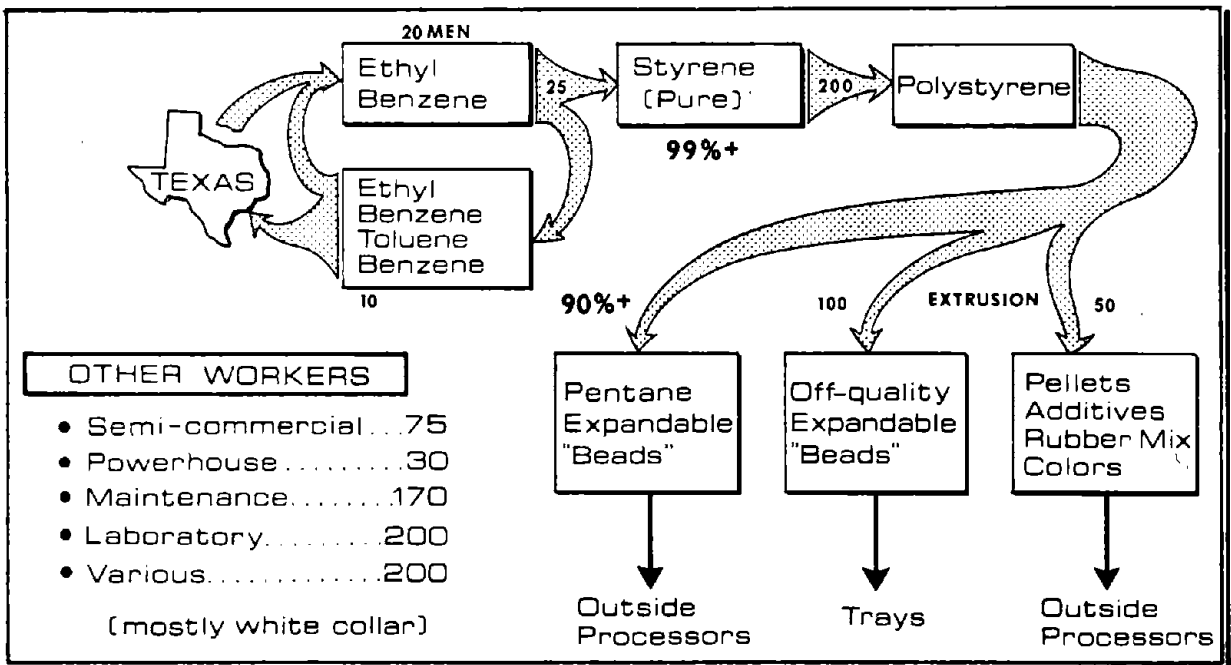 20 MEN
Ethyl
Benzene
25
Styrene
(Pure)
99%+
200
Polystyrene
TEXAS
Ethyl
Benzene
Toluene
Benzene
10
90%+
100
EXTRUSION
50
Pentane
Expandable
"Beads"
Off-quality
Expandable
"Beads"
Pellets
Additives
Rubber Mix
Colors
Outside
Processors
Trays
Outside
Processors
OTHER WORKERS
• Semi-commercial...75
• Powerhouse.........30
• Maintenance.......170
• Laboratory.........200
• Various.............200
(mostly white collar)